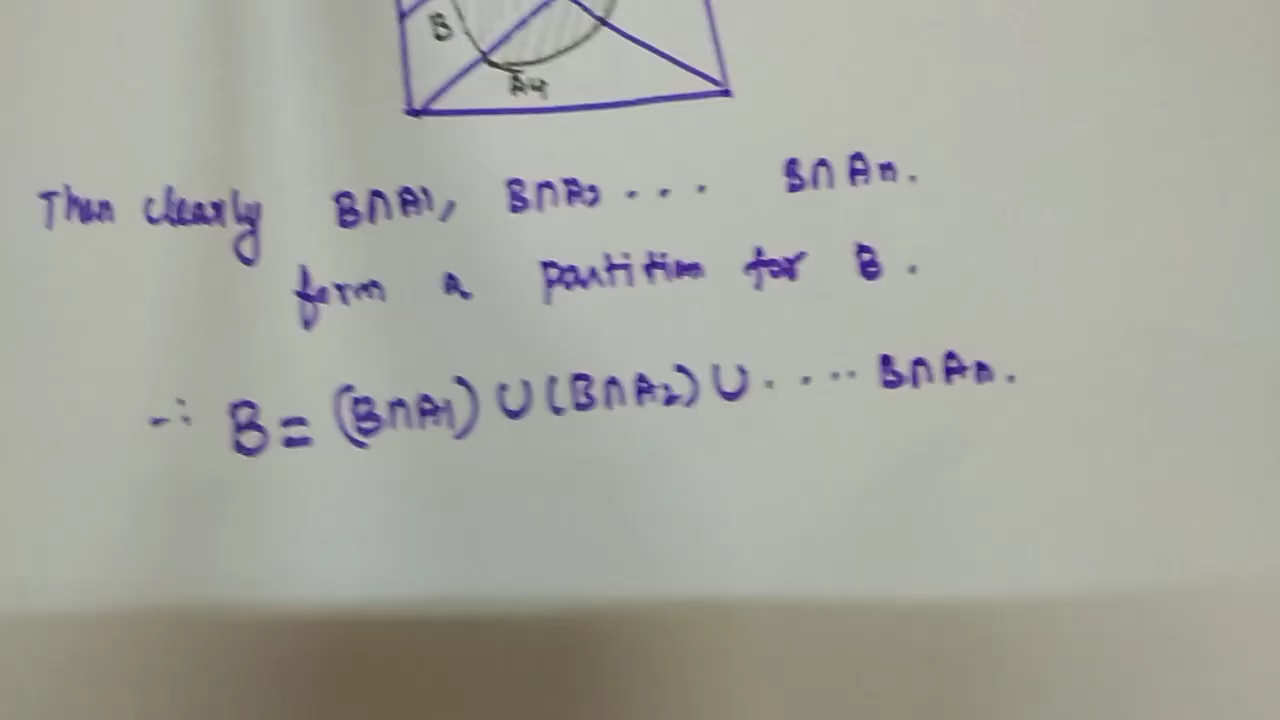 B
A4
Then clearly B∩A1, B∩A2 ... B∩An.
form a partition for B.
∴ B = (B∩A1) ∪ (B∩A2) ∪ .... B∩An.